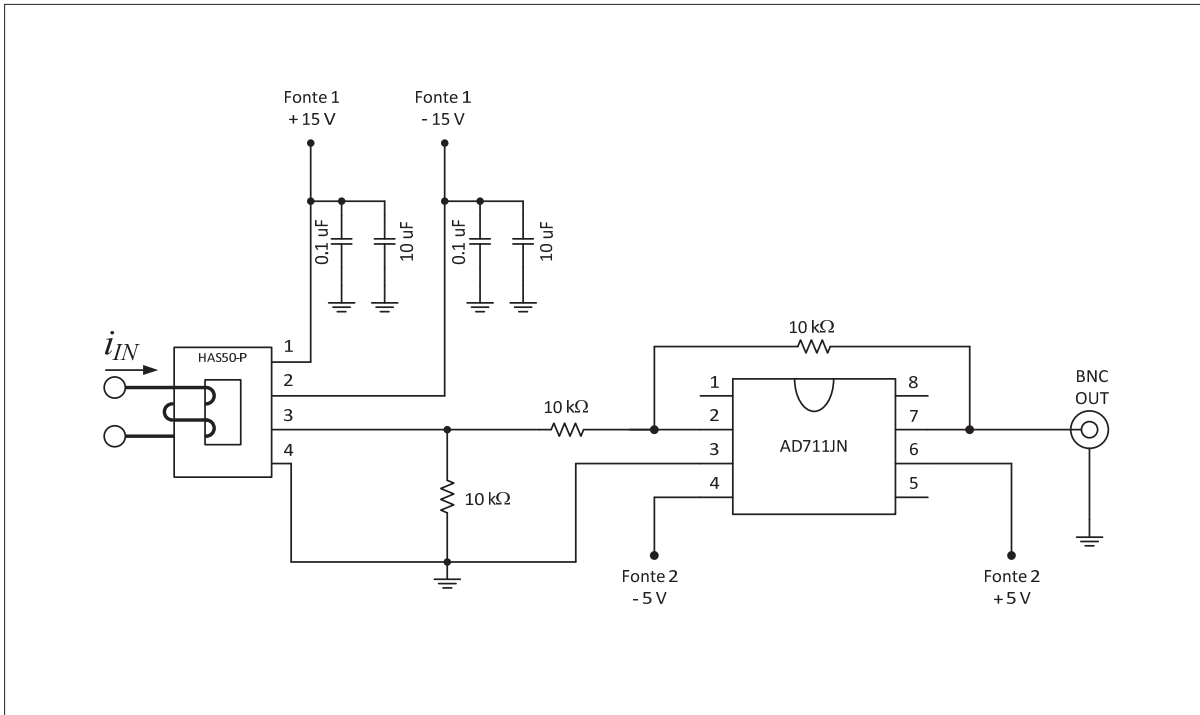 Fonte 1
+ 15 V
Fonte 1
- 15 V
0.1 uF
10 uF
0.1 uF
10 uF
i_IN
HAS50-P
1
2
3
4
10 kΩ
10 kΩ
10 kΩ
1
2
3
4
AD711JN
8
7
6
5
BNC
OUT
Fonte 2
- 5 V
Fonte 2
+ 5 V